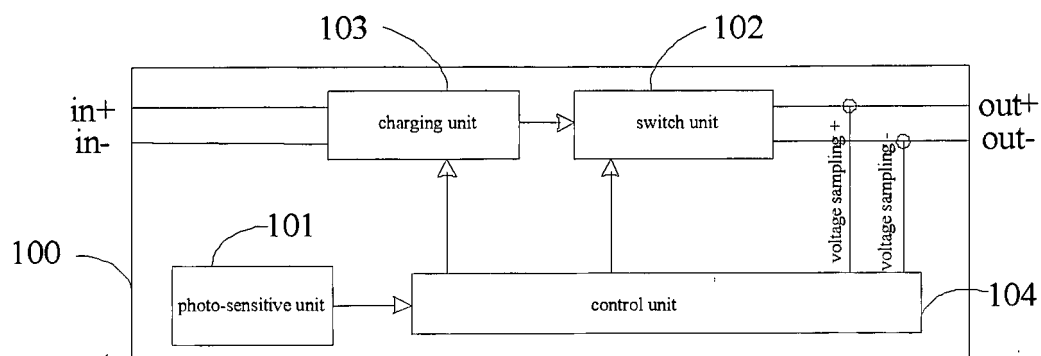 103
102
in+
charging unit
switch unit
out+
in-
out-
voltage sampling +
voltage sampling -
101
100
photo-sensitive unit
control unit
104